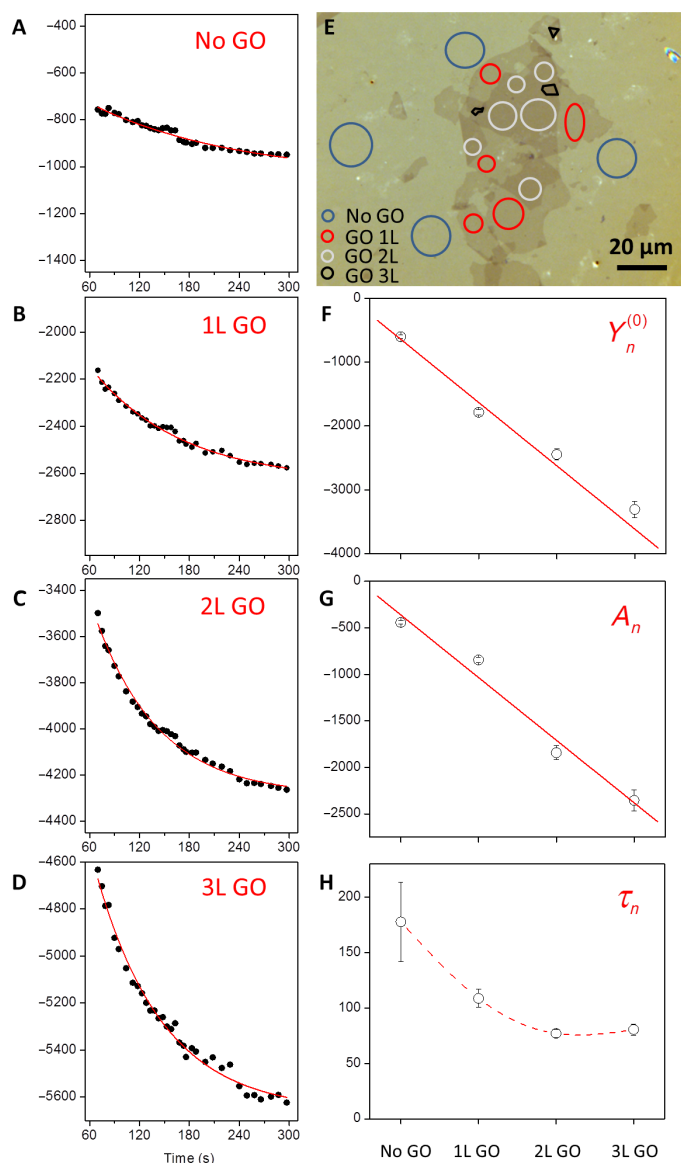 A
No GO
−400
−600
−800
−1000
−1200
−1400
60 120 180 240 300
B
1L GO
−2000
−2200
−2400
−2600
−2800
60 120 180 240 300
C
2L GO
−3400
−3600
−3800
−4000
−4200
−4400
60 120 180 240 300
D
3L GO
−4600
−4800
−5000
−5200
−5400
−5600
60 120 180 240 300
Time (s)
E
No GO
GO 1L
GO 2L
GO 3L
20 µm
F
Yₙ⁽⁰⁾
0
−1000
−2000
−3000
−4000
G
Aₙ
0
−500
−1000
−1500
−2000
−2500
H
τₙ
200
150
100
50
0
No GO 1L GO 2L GO 3L GO